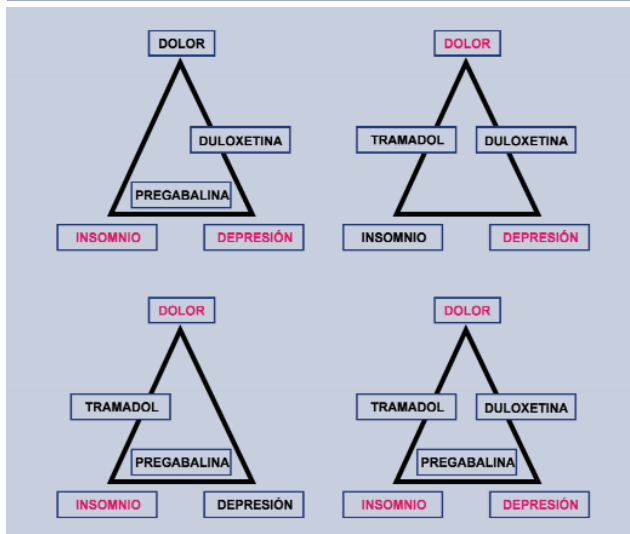 DOLOR
DULOXETINA
PREGABALINA
INSOMNIO
DEPRESIÓN
DOLOR
TRAMADOL
DULOXETINA
INSOMNIO
DEPRESIÓN
DOLOR
TRAMADOL
PREGABALINA
INSOMNIO
DEPRESIÓN
DOLOR
TRAMADOL
DULOXETINA
PREGABALINA
INSOMNIO
DEPRESIÓN